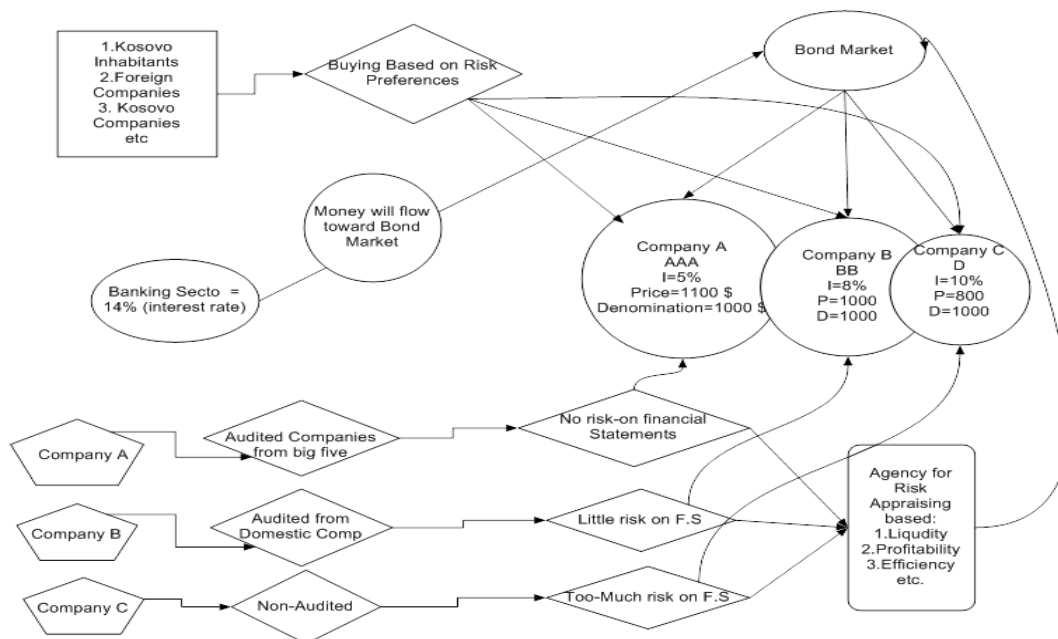 1.Kosovo
Inhabitants
2.Foreign
Companies
3. Kosovo
Companies
etc
Buying Based on Risk
Preferences
Bond Market
Money will flow
toward Bond
Market
Banking Secto =
14% (interest rate)
Company A
AAA
I=5%
Price=1100 $
Denomination=1000 $
Company B
BB
I=8%
P=1000
D=1000
Company C
D
I=10%
P=800
D=1000
Company A
Audited Companies
from big five
No risk-on financial
Statements
Company B
Audited from
Domestic Comp
Little risk on F.S
Company C
Non-Audited
Too-Much risk on F.S
Agency for
Risk
Appraising
based:
1.Liqudity
2.Profitability
3.Efficiency
etc.